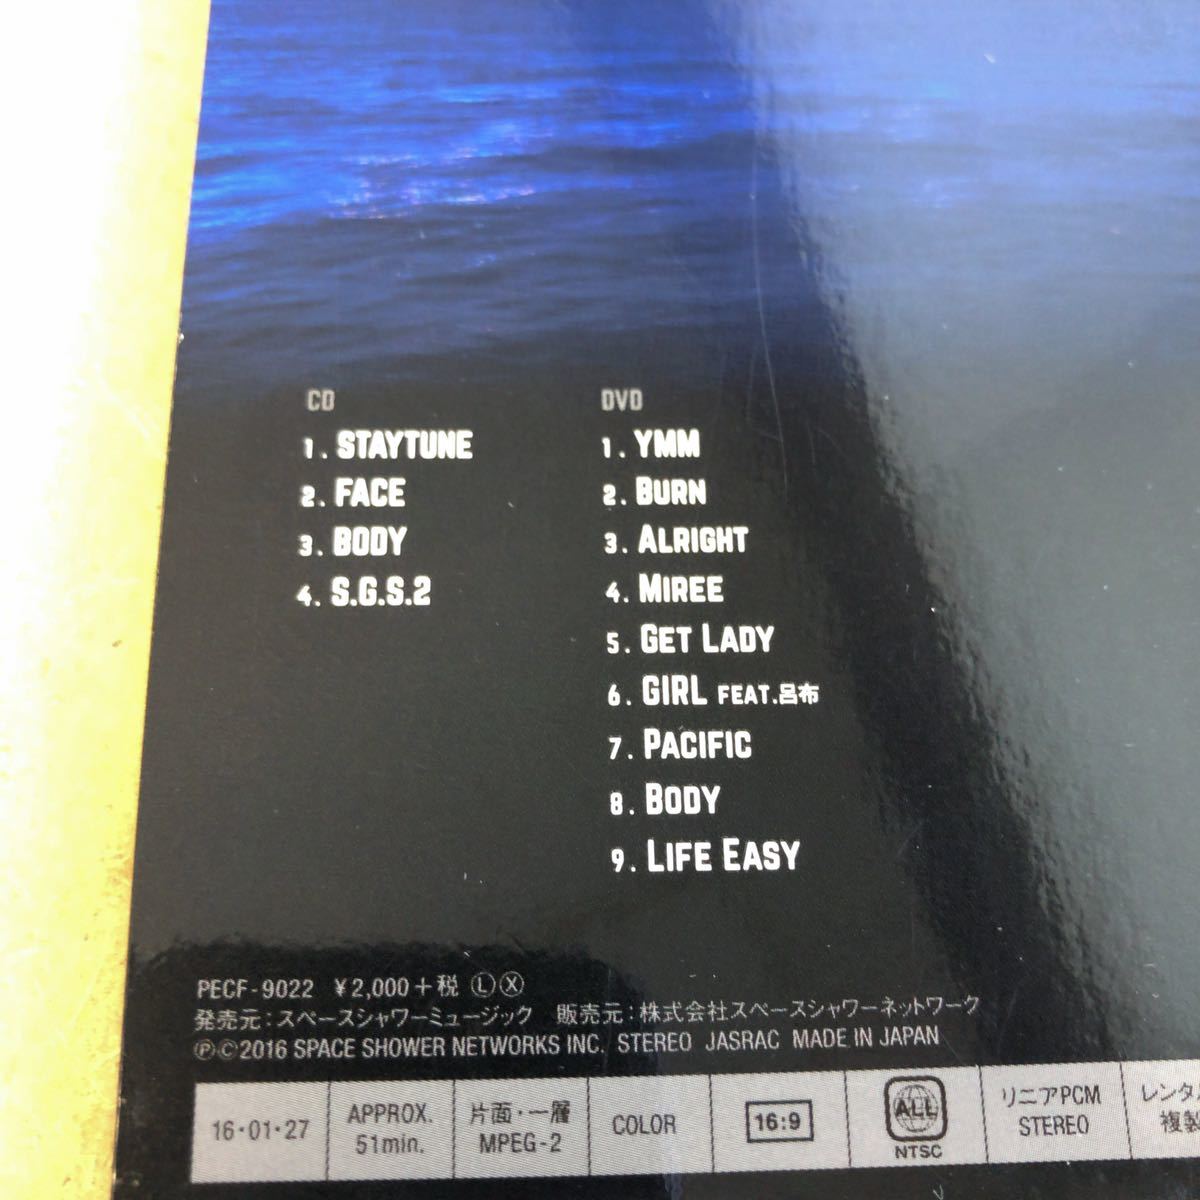 CD
1. STAYTUNE
2. FACE
3. BODY
4. S.G.S.2
DVD
1. YMM
2. BURN
3. ALRIGHT
4. MIREE
5. GET LADY
6. GIRL FEAT.呂布
7. PACIFIC
8. BODY
9. LIFE EASY
PECF-9022 ¥2,000+税 Ⓛ Ⓧ
発売元:スペースシャワーミュージック 販売元:株式会社スペースシャワーネットワーク
℗©2016 SPACE SHOWER NETWORKS INC. STEREO JASRAC MADE IN JAPAN
16・01・27
APPROX.
51min.
片面・一層
MPEG-2
COLOR
16:9
ALL
NTSC
リニアPCM
STEREO
レンタ
複製